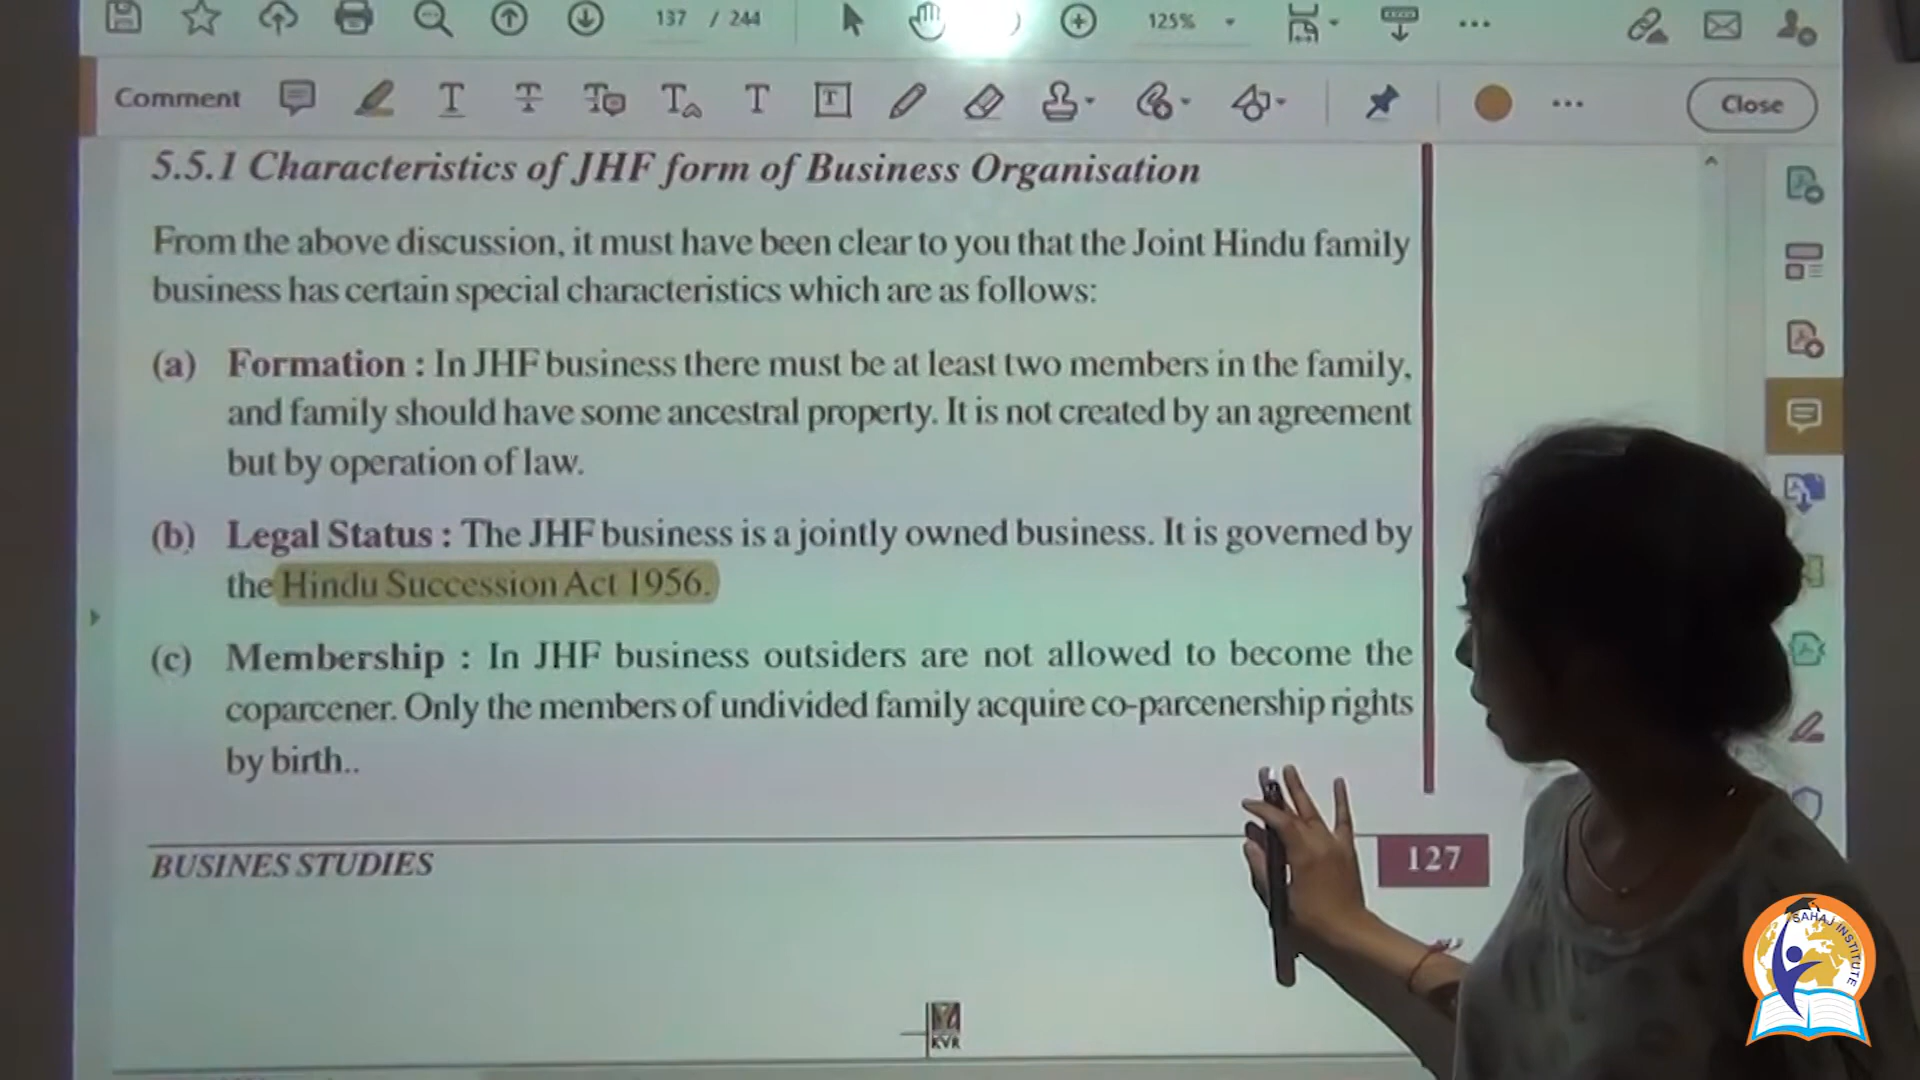 137 / 244
125%
Comment
Close
5.5.1 Characteristics of JHF form of Business Organisation
From the above discussion, it must have been clear to you that the Joint Hindu family
business has certain special characteristics which are as follows:
(a) Formation : In JHF business there must be at least two members in the family,
and family should have some ancestral property. It is not created by an agreement
but by operation of law.
(b) Legal Status : The JHF business is a jointly owned business. It is governed by
the Hindu Succession Act 1956.
(c) Membership : In JHF business outsiders are not allowed to become the
coparcener. Only the members of undivided family acquire co-parcenership rights
by birth..
BUSINES STUDIES
127
SAHAJ INSTITUTE
KVR